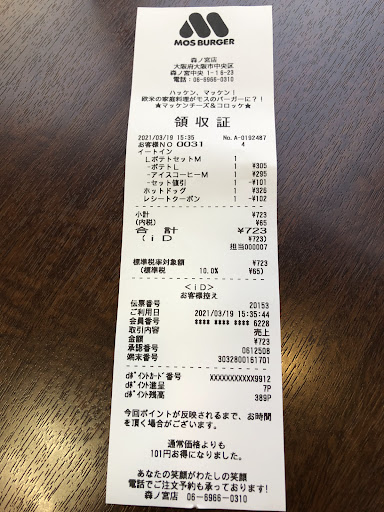 MOS BURGER
森ノ宮店
大阪府大阪市中央区
森ノ宮中央 1-16-23
電話：06-6966-0310
ハッケン、マッケン！
欧米の家庭料理がモスのバーガーに？！
★マッケンチーズ&コロッケ★
領収証
2021/03/19 15:35 No.A-0192487
お客様NO 0031 4
イートイン
LポテトセットM 1
-ポテトL 1 ¥305
-アイスコーヒーM 1 ¥295
-セット値引 1 -¥101
ホットドッグ 1 ¥326
レシートクーポン 1 -¥102
小計 ¥723
(内税) ¥65
合計 ¥723
(iD ¥723)
担当000007
標準税率対象額 ¥723
(標準税 10.0% ¥65)
<iD>
お客様控え
伝票番号 20153
ご利用日 2021/03/19 15:35:44
会員番号 **** **** **** 6228
取引内容 売上
金額 ¥723
承認番号 0612508
端末番号 3032800161701
dﾎﾟｲﾝﾄｶｰﾄﾞ番号 XXXXXXXXXXX9912
dﾎﾟｲﾝﾄ進呈 7P
dﾎﾟｲﾝﾄ残高 389P
今回ポイントが反映されるまで、お時間
を頂く場合がございます。
通常価格よりも
101円お得になりました。
あなたの笑顔がわたしの笑顔
電話でご注文予約も承っております！
森ノ宮店 06-6966-0310